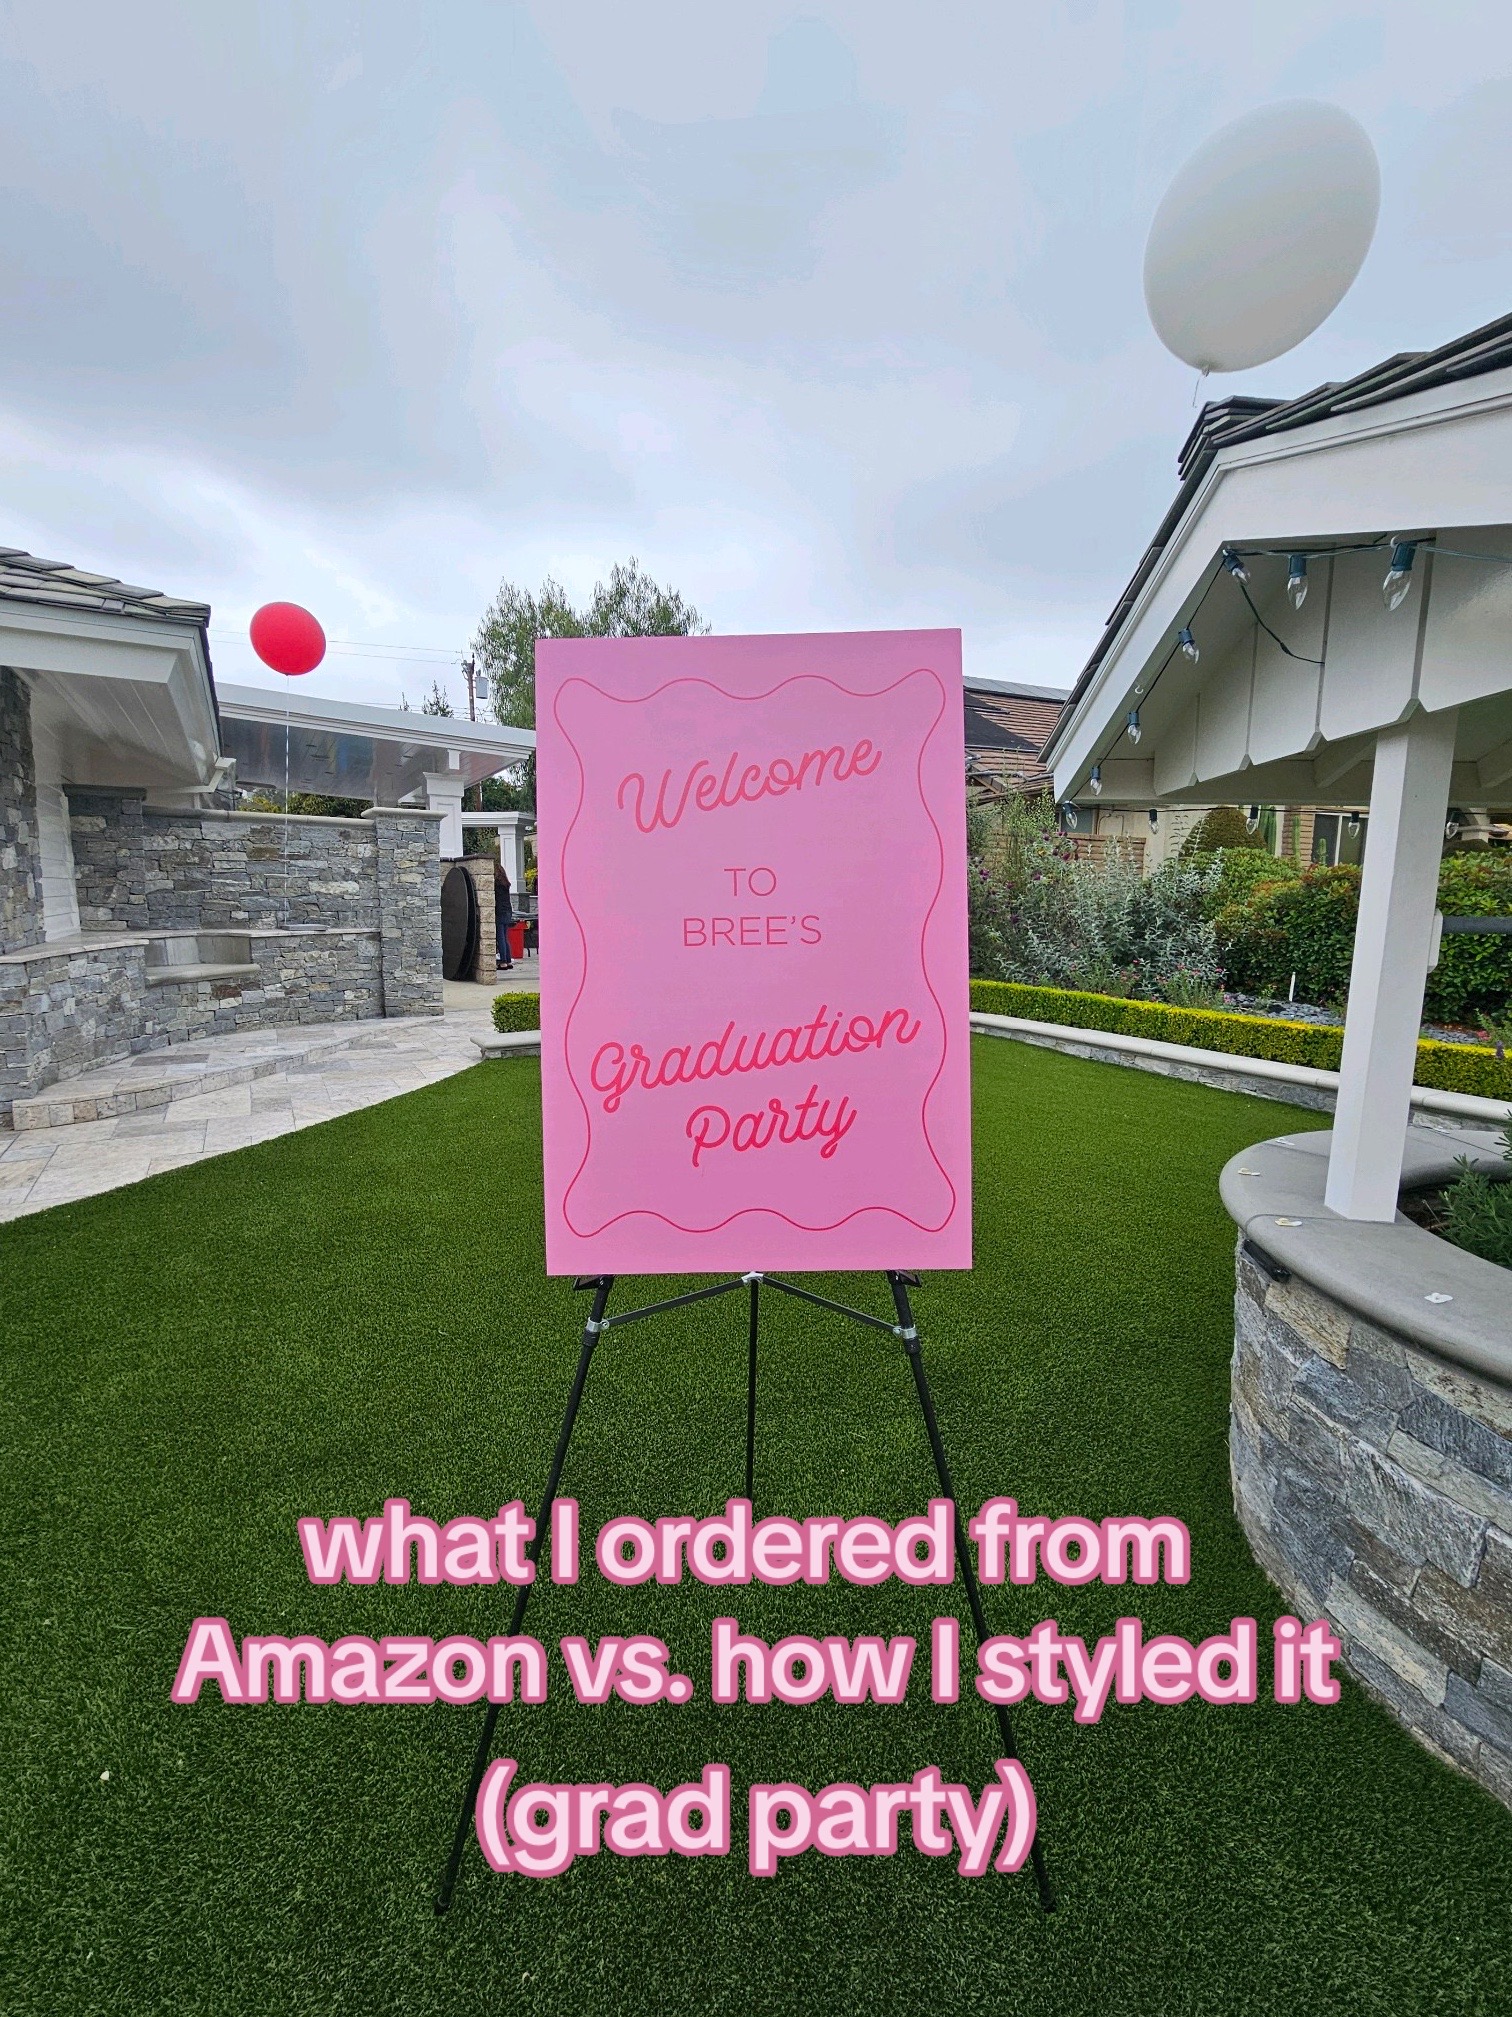 Welcome
TO
BREE'S
Graduation
Party
what I ordered from
Amazon vs. how I styled it
(grad party)